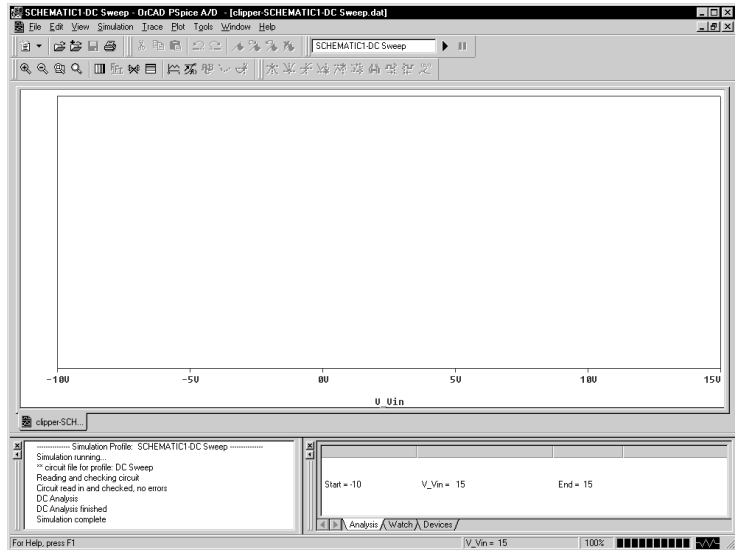 SCHEMATIC1-DC Sweep - OrCAD PSpice A/D - [clipper-SCHEMATIC1-DC Sweep.dat]
File Edit View Simulation Trace Plot Tools Window Help
SCHEMATIC1-DC Sweep
-10V -5V 0V 5V 10V 15V
V_Vin
clipper-SCH...
-------------- Simulation Profile: SCHEMATIC1-DC Sweep --------------
Simulation running...
** circuit file for profile: DC Sweep
Reading and checking circuit
Circuit read in and checked, no errors
DC Analysis
DC Analysis finished
Simulation complete
Start = -10 V_Vin = 15 End = 15
Analysis Watch Devices
For Help, press F1 V_Vin = 15 100%